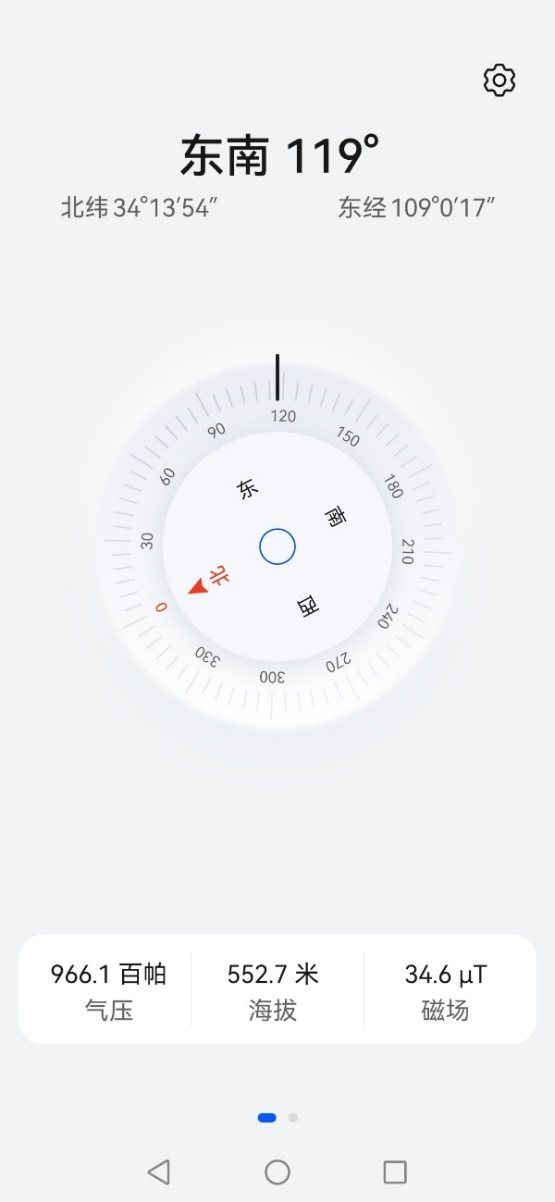 东南 119°
北纬 34°13′54″
东经 109°0′17″
120
90
150
60
180
30
210
0
240
330
300
270
东
南
北
西
966.1 百帕
552.7 米
34.6 μT
气压
海拔
磁场